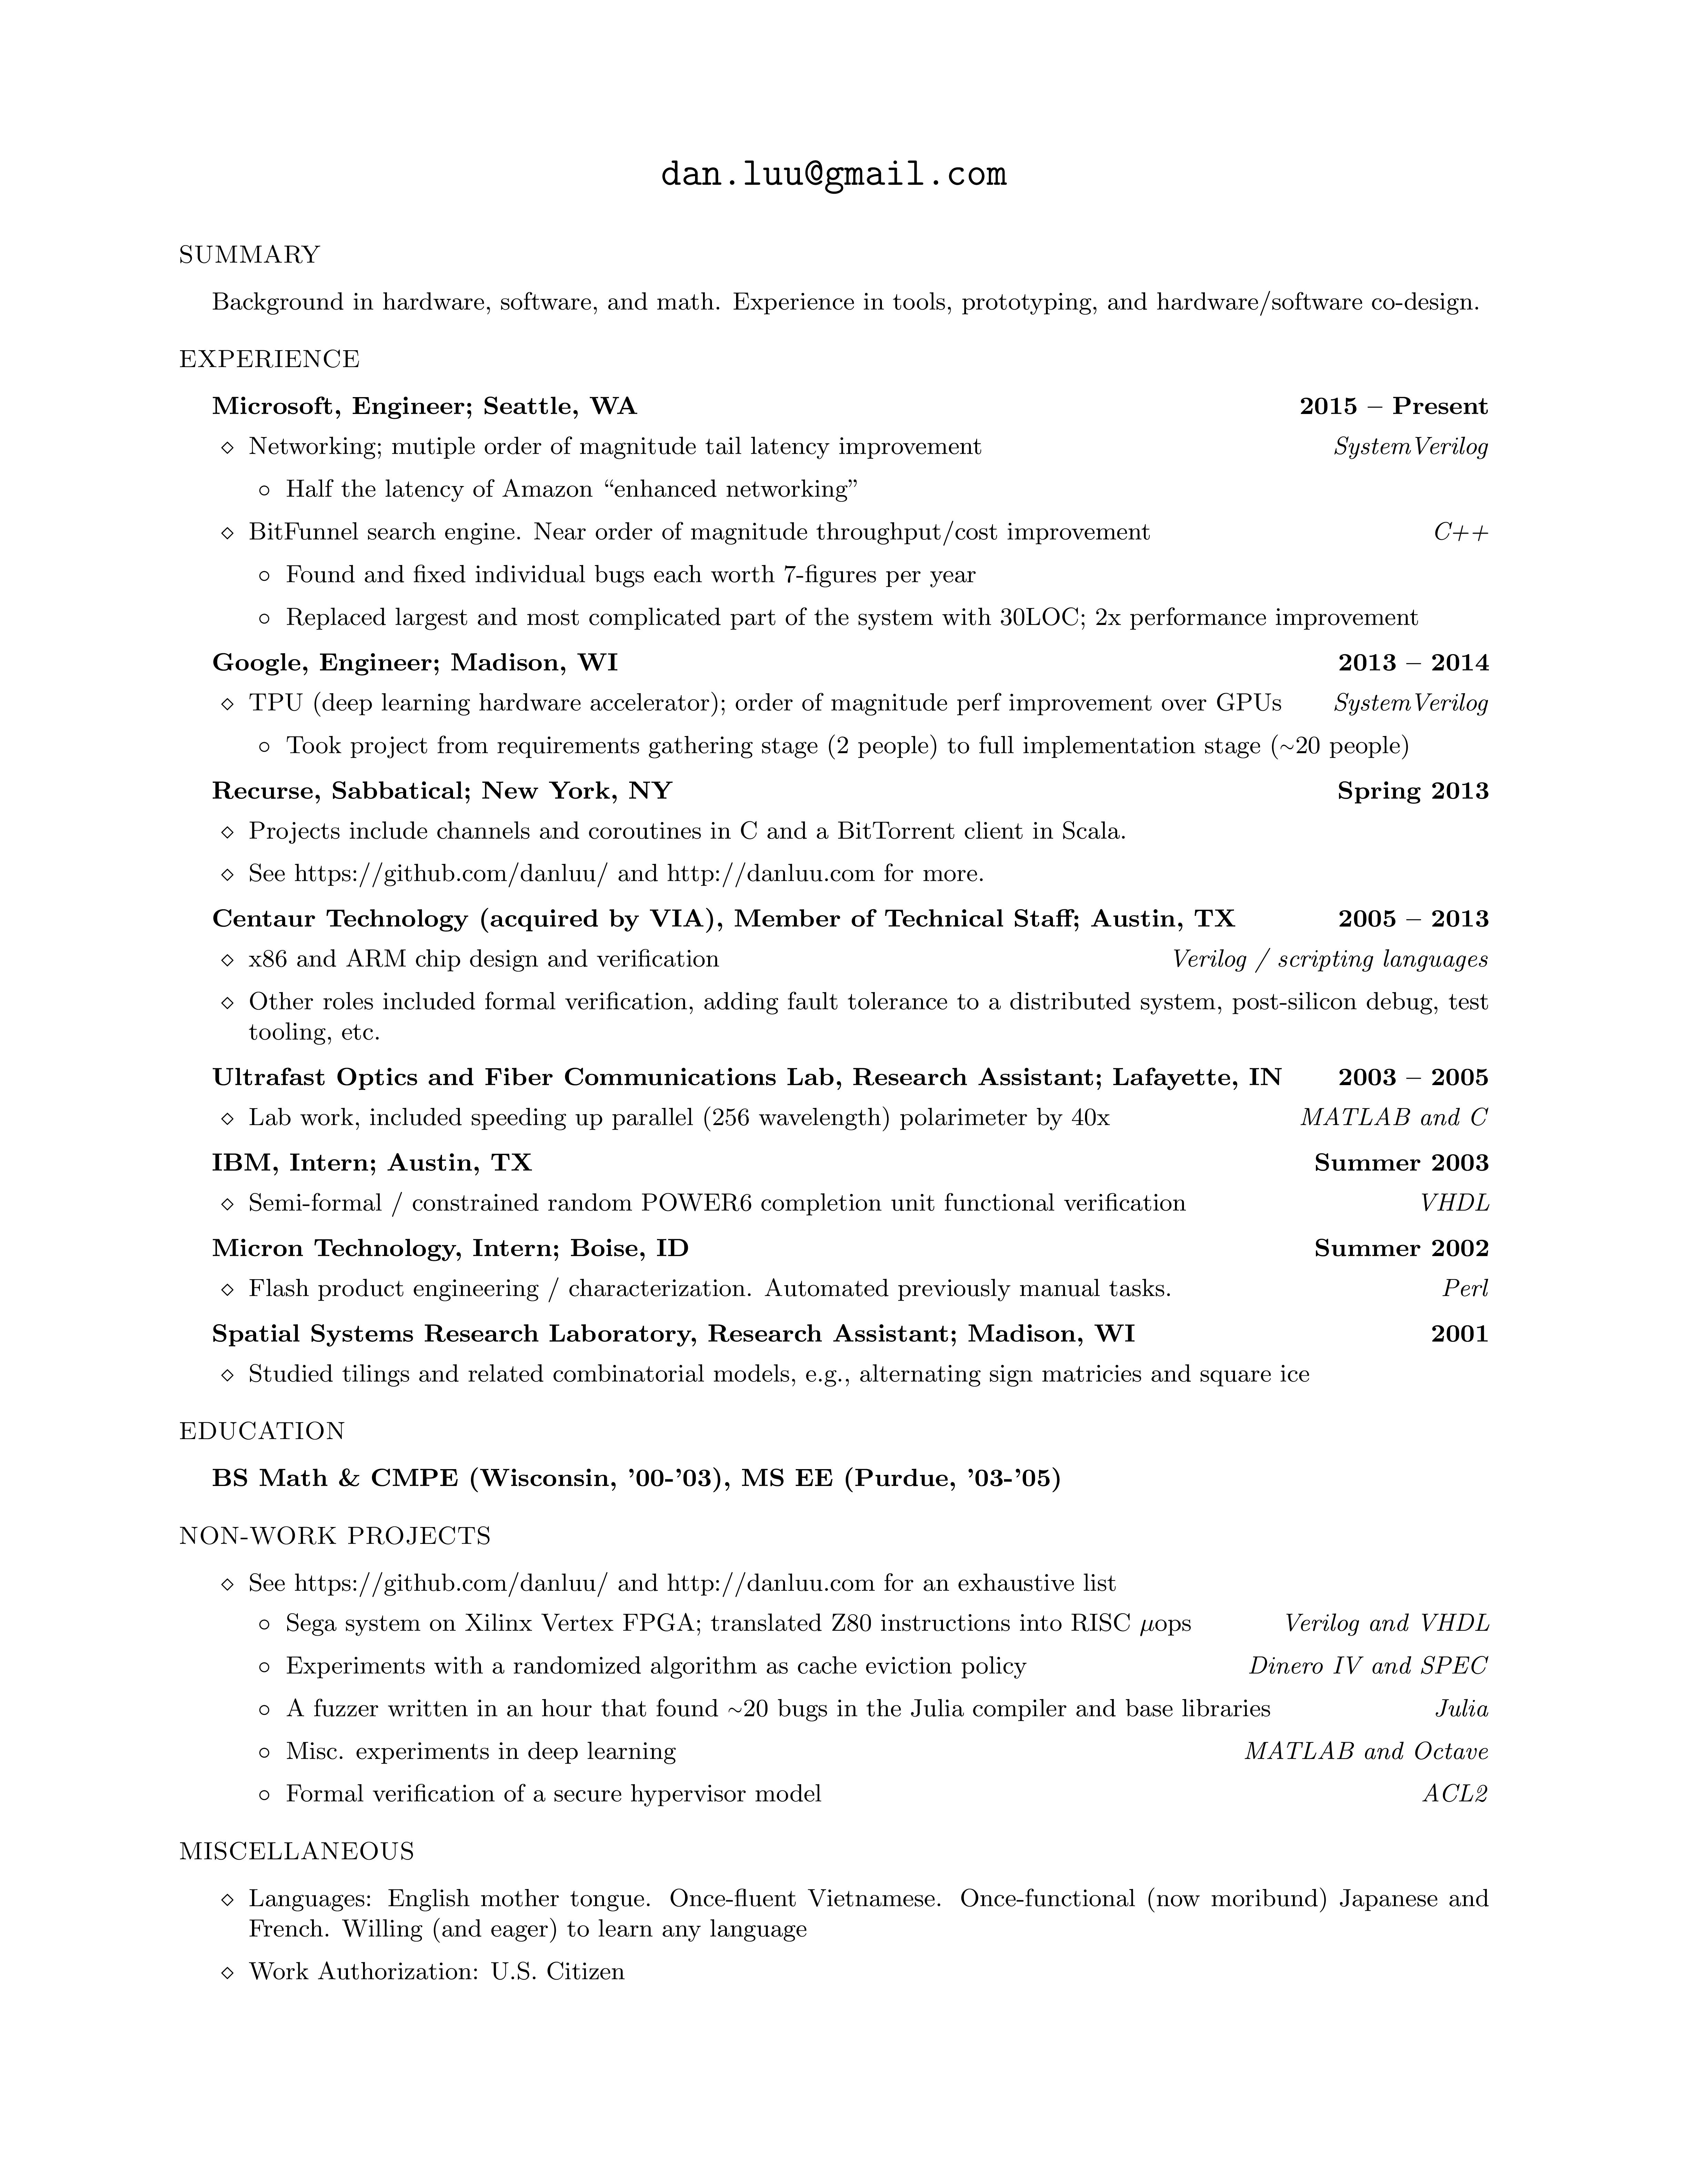 dan.luu@gmail.com
SUMMARY
Background in hardware, software, and math. Experience in tools, prototyping, and hardware/software co-design.
EXPERIENCE
Microsoft, Engineer; Seattle, WA 2015 – Present
⋄ Networking; mutiple order of magnitude tail latency improvement SystemVerilog
◦ Half the latency of Amazon “enhanced networking”
⋄ BitFunnel search engine. Near order of magnitude throughput/cost improvement C++
◦ Found and fixed individual bugs each worth 7-figures per year
◦ Replaced largest and most complicated part of the system with 30LOC; 2x performance improvement
Google, Engineer; Madison, WI 2013 – 2014
⋄ TPU (deep learning hardware accelerator); order of magnitude perf improvement over GPUs SystemVerilog
◦ Took project from requirements gathering stage (2 people) to full implementation stage (~20 people)
Recurse, Sabbatical; New York, NY Spring 2013
⋄ Projects include channels and coroutines in C and a BitTorrent client in Scala.
⋄ See https://github.com/danluu/ and http://danluu.com for more.
Centaur Technology (acquired by VIA), Member of Technical Staff; Austin, TX 2005 – 2013
⋄ x86 and ARM chip design and verification Verilog / scripting languages
⋄ Other roles included formal verification, adding fault tolerance to a distributed system, post-silicon debug, test
tooling, etc.
Ultrafast Optics and Fiber Communications Lab, Research Assistant; Lafayette, IN 2003 – 2005
⋄ Lab work, included speeding up parallel (256 wavelength) polarimeter by 40x MATLAB and C
IBM, Intern; Austin, TX Summer 2003
⋄ Semi-formal / constrained random POWER6 completion unit functional verification VHDL
Micron Technology, Intern; Boise, ID Summer 2002
⋄ Flash product engineering / characterization. Automated previously manual tasks. Perl
Spatial Systems Research Laboratory, Research Assistant; Madison, WI 2001
⋄ Studied tilings and related combinatorial models, e.g., alternating sign matricies and square ice
EDUCATION
BS Math & CMPE (Wisconsin, ’00-’03), MS EE (Purdue, ’03-’05)
NON-WORK PROJECTS
⋄ See https://github.com/danluu/ and http://danluu.com for an exhaustive list
◦ Sega system on Xilinx Vertex FPGA; translated Z80 instructions into RISC μops Verilog and VHDL
◦ Experiments with a randomized algorithm as cache eviction policy Dinero IV and SPEC
◦ A fuzzer written in an hour that found ~20 bugs in the Julia compiler and base libraries Julia
◦ Misc. experiments in deep learning MATLAB and Octave
◦ Formal verification of a secure hypervisor model ACL2
MISCELLANEOUS
⋄ Languages: English mother tongue. Once-fluent Vietnamese. Once-functional (now moribund) Japanese and
French. Willing (and eager) to learn any language
⋄ Work Authorization: U.S. Citizen